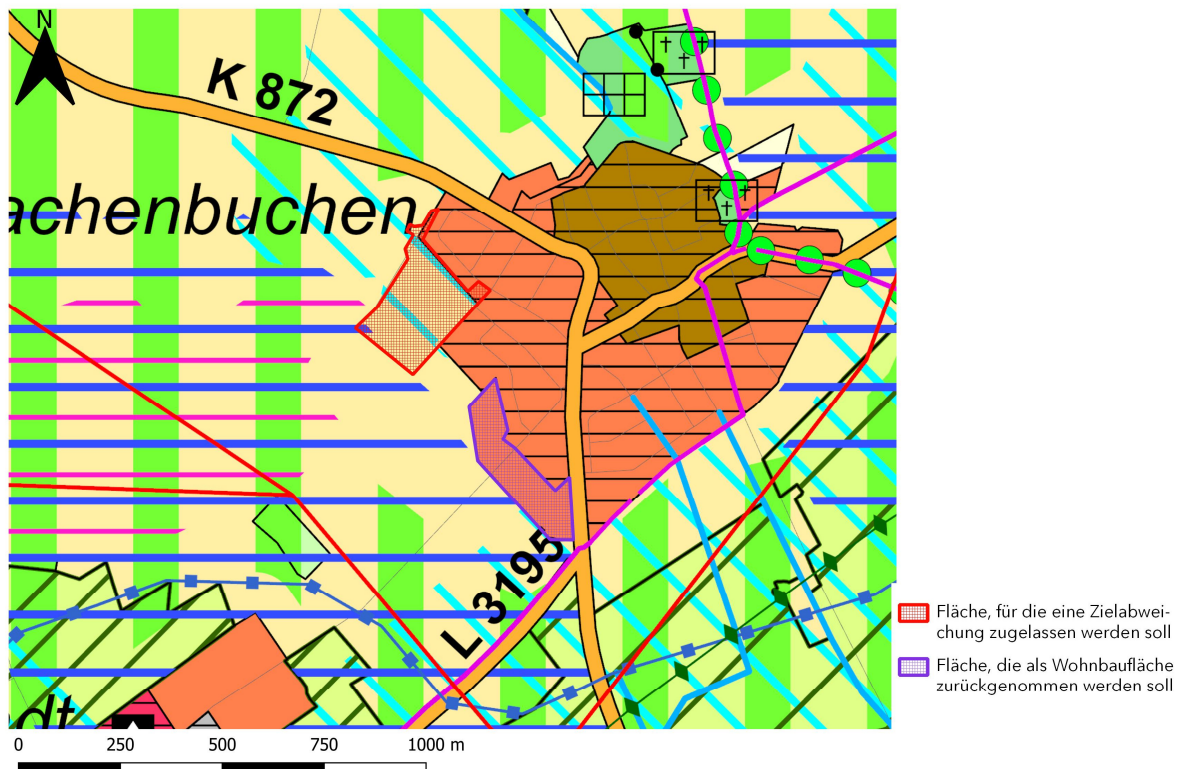 N
K 872
achenbuchen
L 3195
dt
Fläche, für die eine Zielabwei-
chung zugelassen werden soll
Fläche, die als Wohnbaufläche
zurückgenommen werden soll
0 250 500 750 1000 m